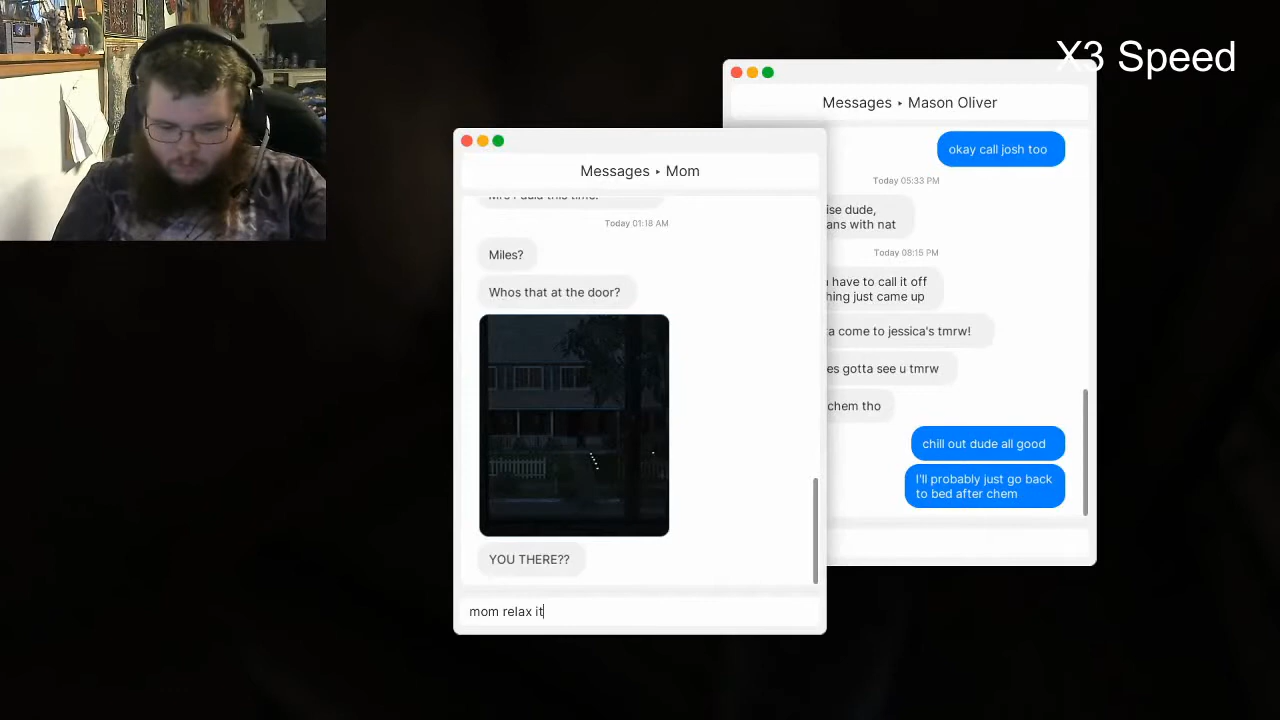 X3 Speed
Messages ‣ Mason Oliver
okay call josh too
Today 05:33 PM
ise dude,
ans with nat
Today 08:15 PM
have to call it off
hing just came up
a come to jessica's tmrw!
es gotta see u tmrw
chem tho
chill out dude all good
I'll probably just go back
to bed after chem
Messages ‣ Mom
this time!
Today 01:18 AM
Miles?
Whos that at the door?
YOU THERE??
mom relax it